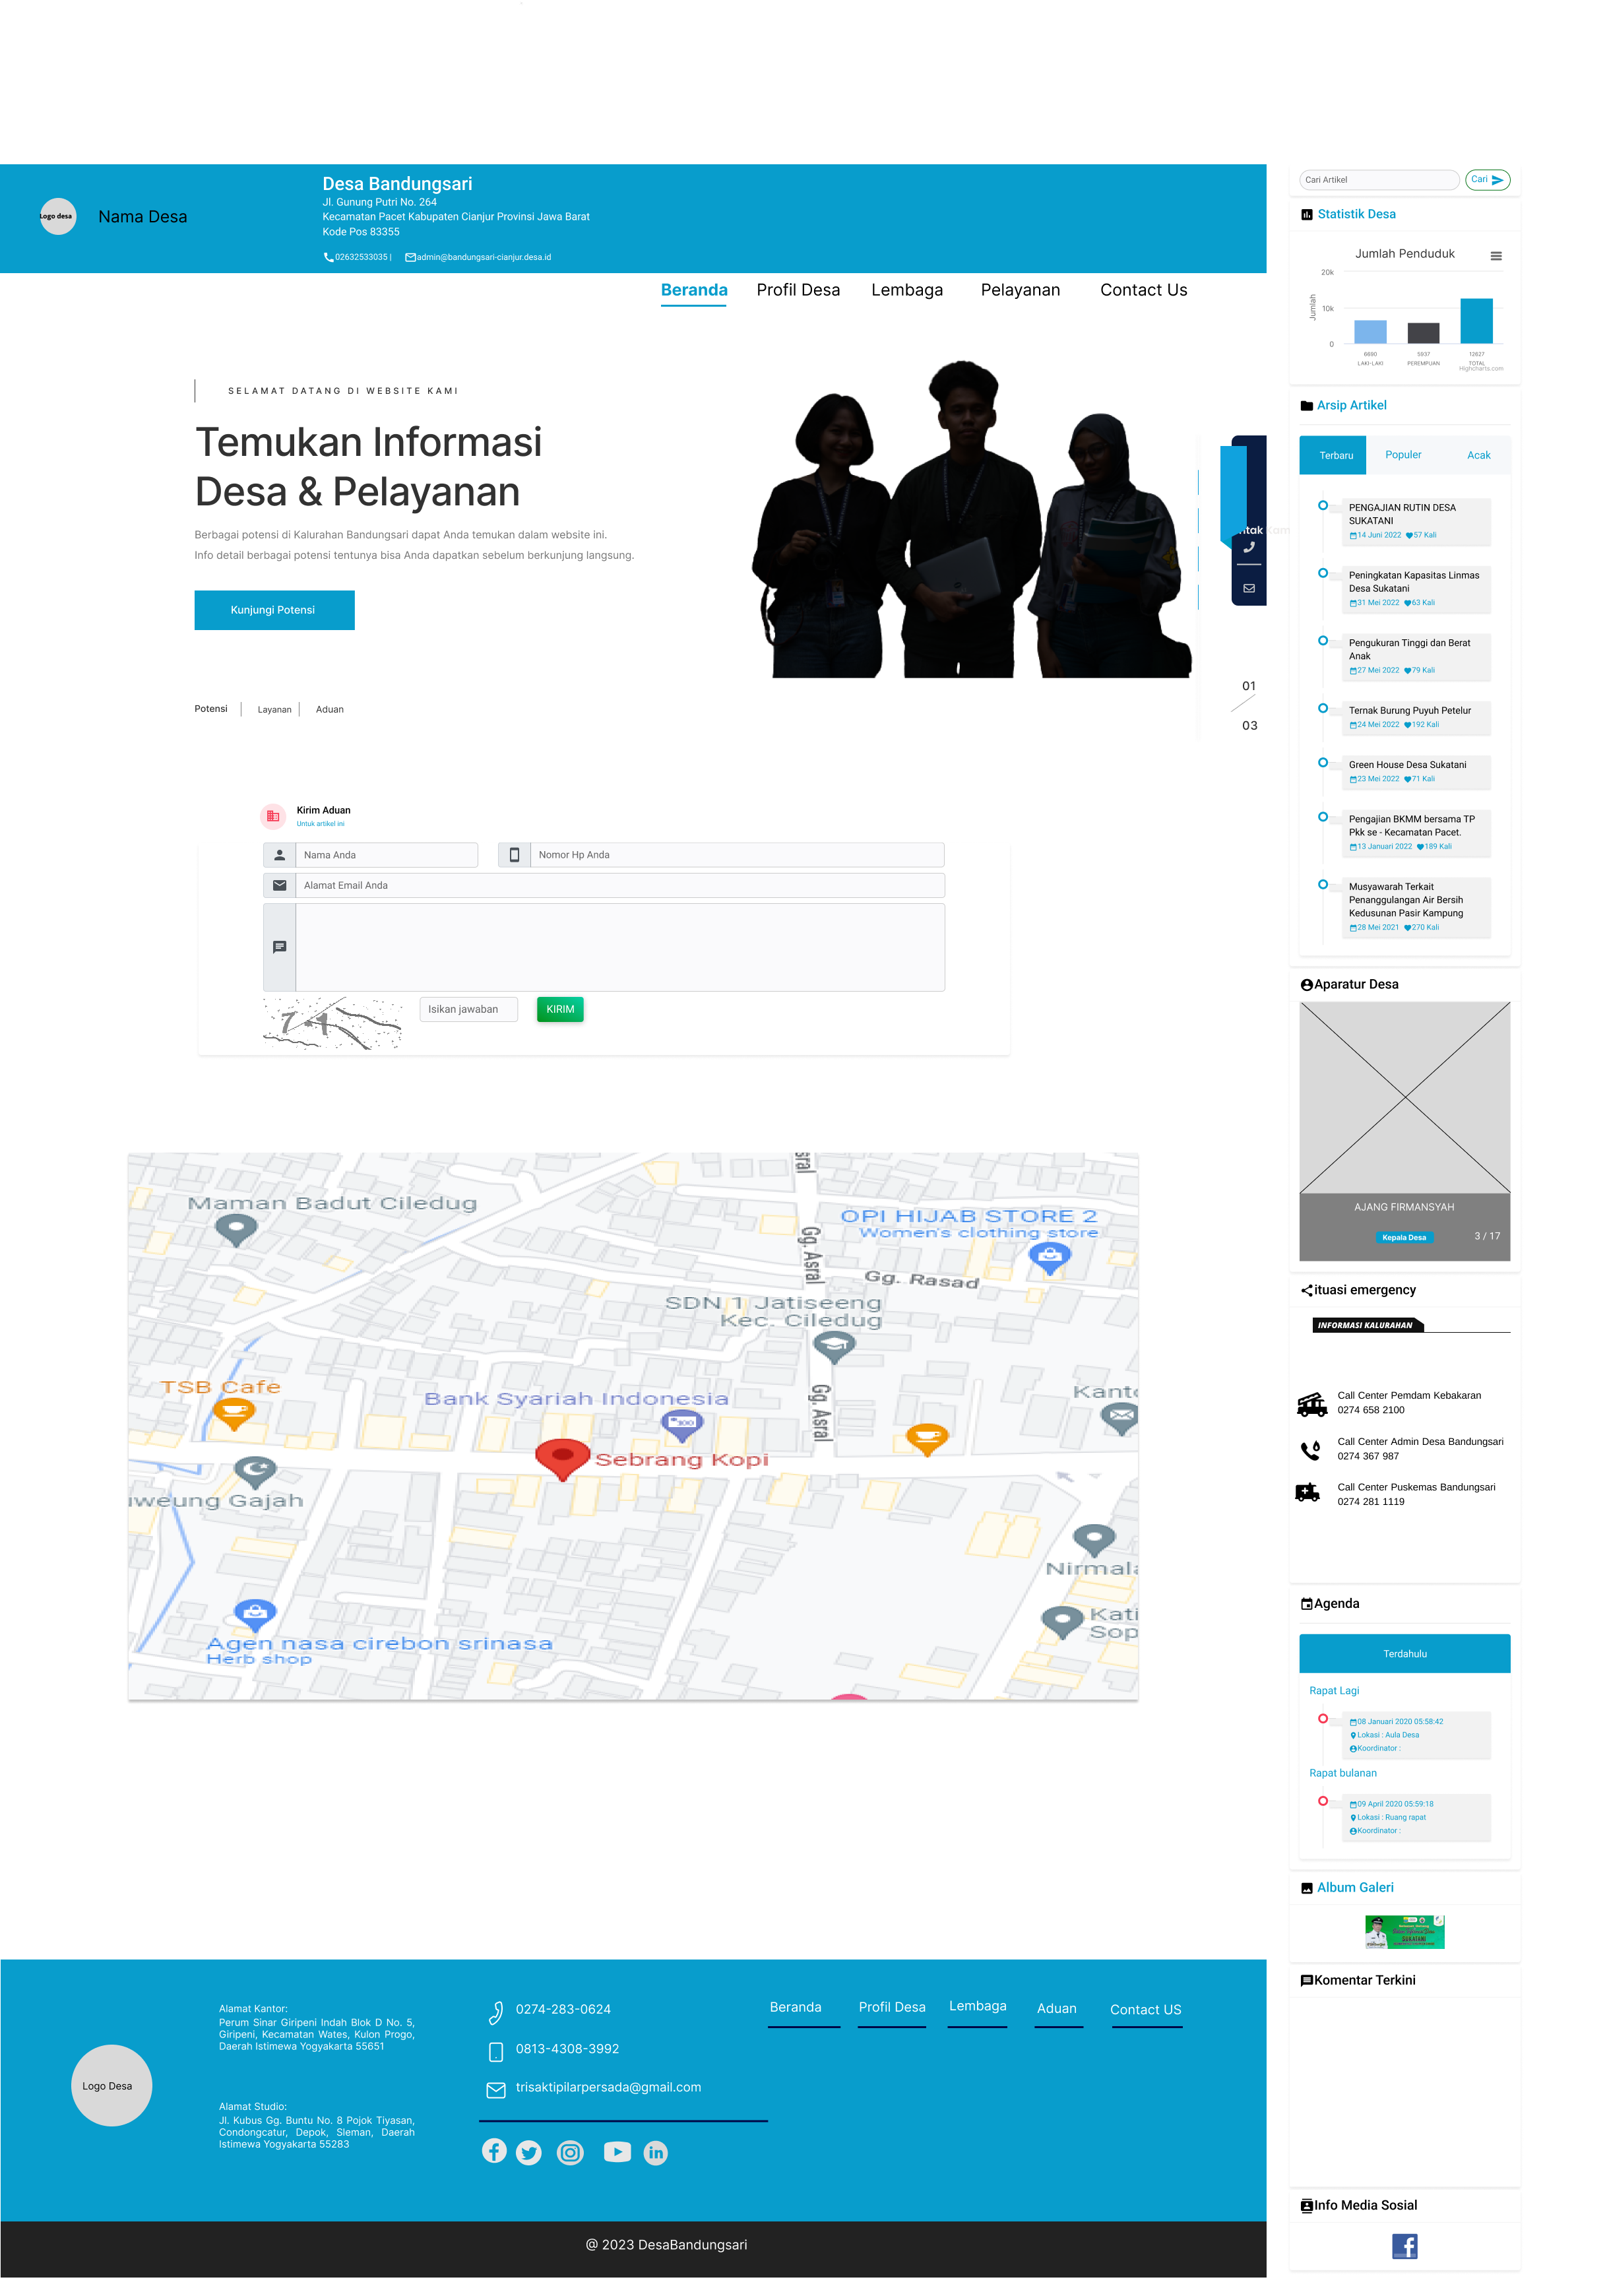 Logo desa
Nama Desa
Desa Bandungsari
Jl. Gunung Putri No. 264
Kecamatan Pacet Kabupaten Cianjur Provinsi Jawa Barat
Kode Pos 83355
02632533035 |
admin@bandungsari-cianjur.desa.id
Beranda
Profil Desa
Lembaga
Pelayanan
Contact Us
SELAMAT DATANG DI WEBSITE KAMI
Temukan Informasi
Desa & Pelayanan
Berbagai potensi di Kalurahan Bandungsari dapat Anda temukan dalam website ini.
Info detail berbagai potensi tentunya bisa Anda dapatkan sebelum berkunjung langsung.
Kunjungi Potensi
ntak
01
03
Potensi
Layanan
Aduan
Kirim Aduan
Untuk artikel ini
Nama Anda
Nomor Hp Anda
Alamat Email Anda
Isikan jawaban
KIRIM
Maman Badut Ciledug
OPI HIJAB STORE 2
Women's clothing store
sral
Gg. Asral
Gg. Rasad
SDN 1 Jatiseeng
Kec. Ciledug
TSB Cafe
Bank Syariah Indonesia
Gg. Asral
Kanto
Sebrang Kopi
uweung Gajah
Nirmala
Kati
Sop
Agen nasa cirebon srinasa
Herb shop
Logo Desa
Alamat Kantor:
Perum Sinar Giripeni Indah Blok D No. 5,
Giripeni, Kecamatan Wates, Kulon Progo,
Daerah Istimewa Yogyakarta 55651
Alamat Studio:
Jl. Kubus Gg. Buntu No. 8 Pojok Tiyasan,
Condongcatur, Depok, Sleman, Daerah
Istimewa Yogyakarta 55283
0274-283-0624
0813-4308-3992
trisaktipilarpersada@gmail.com
Beranda
Profil Desa
Lembaga
Aduan
Contact US
@ 2023 DesaBandungsari
Cari Artikel
Cari
Statistik Desa
Jumlah Penduduk
Jumlah
20k
10k
0
6690
5937
12627
LAKI-LAKI
PEREMPUAN
TOTAL
Highcharts.com
Arsip Artikel
Terbaru
Populer
Acak
PENGAJIAN RUTIN DESA
SUKATANI
14 Juni 2022 57 Kali
Peningkatan Kapasitas Linmas
Desa Sukatani
31 Mei 2022 63 Kali
Pengukuran Tinggi dan Berat
Anak
27 Mei 2022 79 Kali
Ternak Burung Puyuh Petelur
24 Mei 2022 192 Kali
Green House Desa Sukatani
23 Mei 2022 71 Kali
Pengajian BKMM bersama TP
Pkk se - Kecamatan Pacet.
13 Januari 2022 189 Kali
Musyawarah Terkait
Penanggulangan Air Bersih
Kedusunan Pasir Kampung
28 Mei 2021 270 Kali
Aparatur Desa
AJANG FIRMANSYAH
Kepala Desa
3 / 17
ituasi emergency
INFORMASI KALURAHAN
Call Center Pemdam Kebakaran
0274 658 2100
Call Center Admin Desa Bandungsari
0274 367 987
Call Center Puskemas Bandungsari
0274 281 1119
Agenda
Terdahulu
Rapat Lagi
08 Januari 2020 05:58:42
Lokasi : Aula Desa
Koordinator :
Rapat bulanan
09 April 2020 05:59:18
Lokasi : Ruang rapat
Koordinator :
Album Galeri
SUKATANI
Komentar Terkini
Info Media Sosial